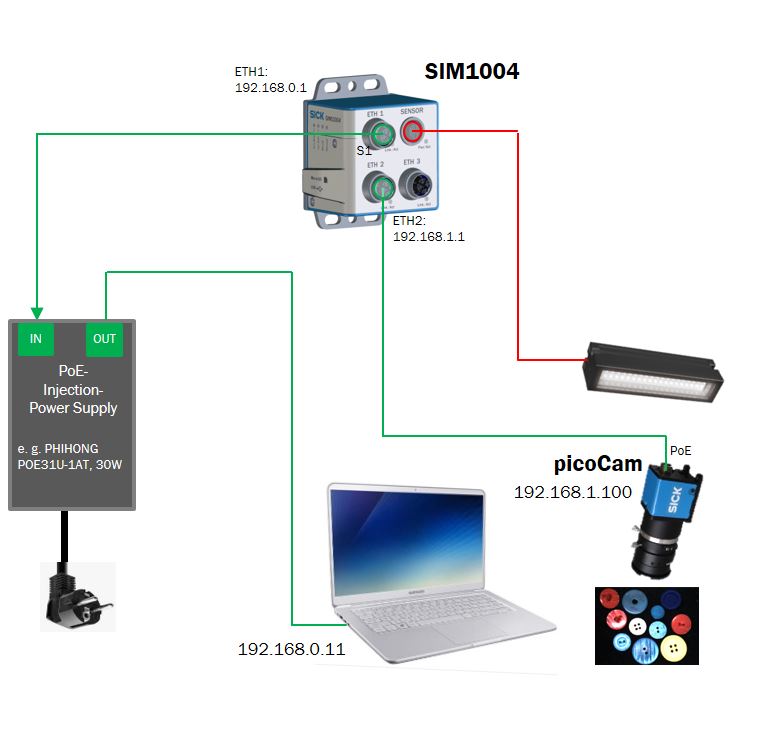 SIM1004
ETH1:
192.168.0.1
SICK
SIM1004
ETH 1
SENSOR
S1
ETH 2
ETH 3
ETH2:
192.168.1.1
IN
OUT
PoE-
Injection-
Power Supply
e. g. PHIHONG
POE31U-1AT, 30W
PoE
picoCam
192.168.1.100
SICK
SAMSUNG
192.168.0.11